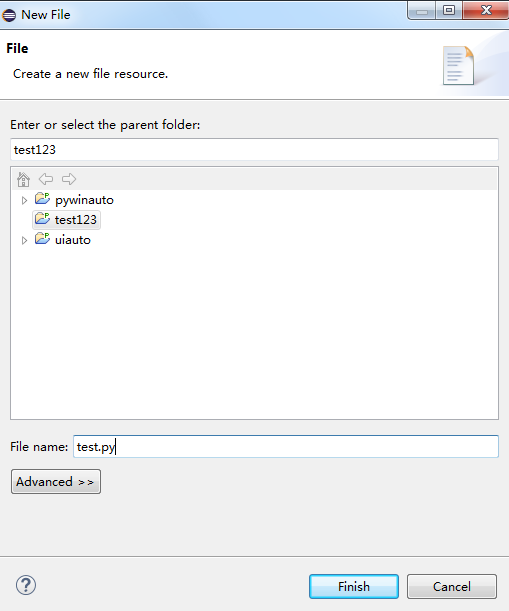 New File
File
Create a new file resource.
Enter or select the parent folder:
test123
pywinauto
test123
uiauto
File name: test.py
Advanced >>
Finish Cancel